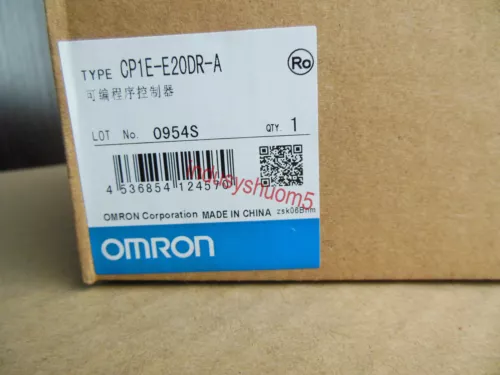 TYPE CP1E-E20DR-A
Ro
可编程序控制器
LOT No. 0954S QTY. 1
4 536854 124570
inqusyshuom5
OMRON Corporation MADE IN CHINA
OMRON